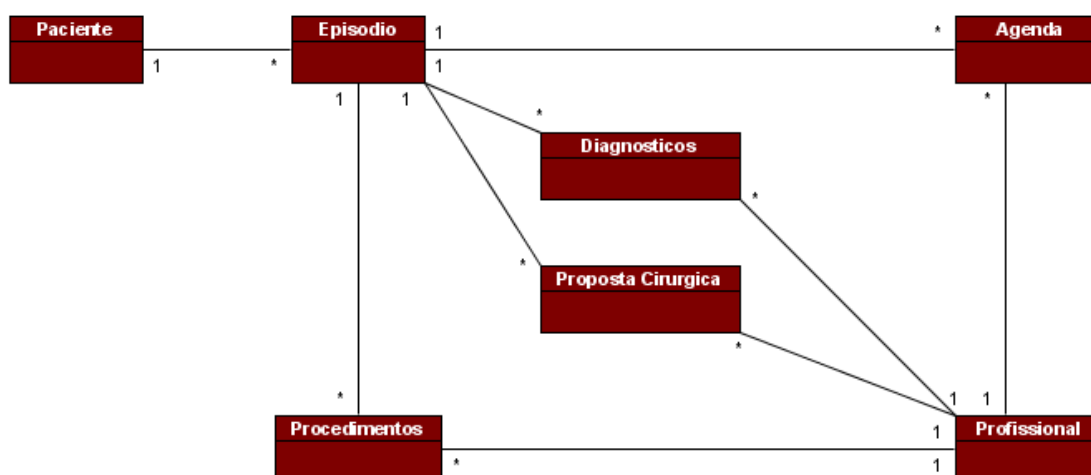 Paciente
Episodio
Agenda
1
*
1
*
1
1
1
*
*
Diagnosticos
*
*
Proposta Cirurgica
*
*
1
1
Procedimentos
1
Profissional
*
1